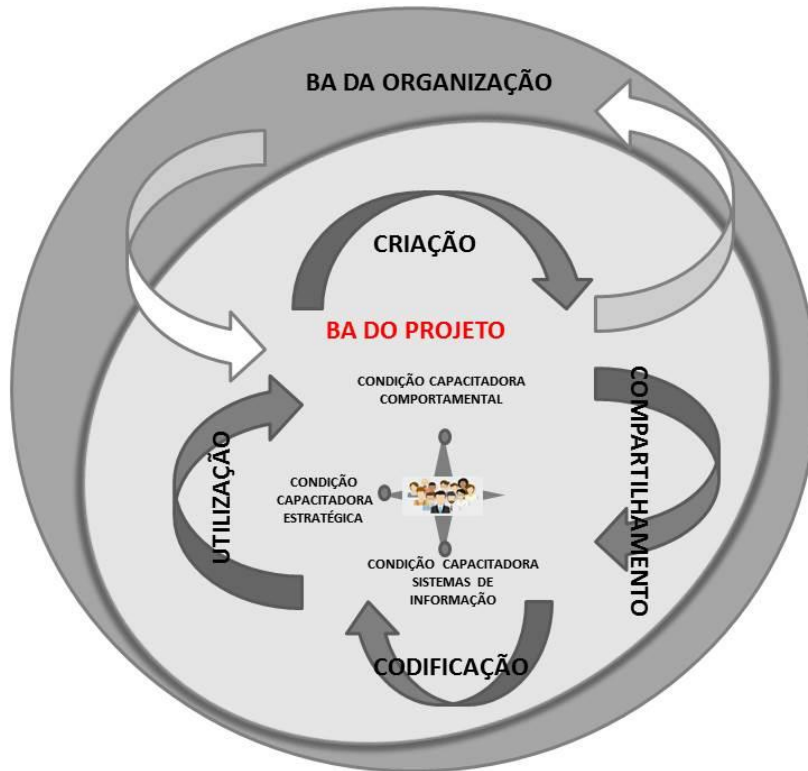 BA DA ORGANIZAÇÃO
CRIAÇÃO
BA DO PROJETO
CONDIÇÃO CAPACITADORA
COMPORTAMENTAL
COMPARTILHAMENTO
UTILIZAÇÃO
CONDIÇÃO
CAPACITADORA
ESTRATÉGICA
CONDIÇÃO CAPACITADORA
SISTEMAS DE
INFORMAÇÃO
CODIFICAÇÃO